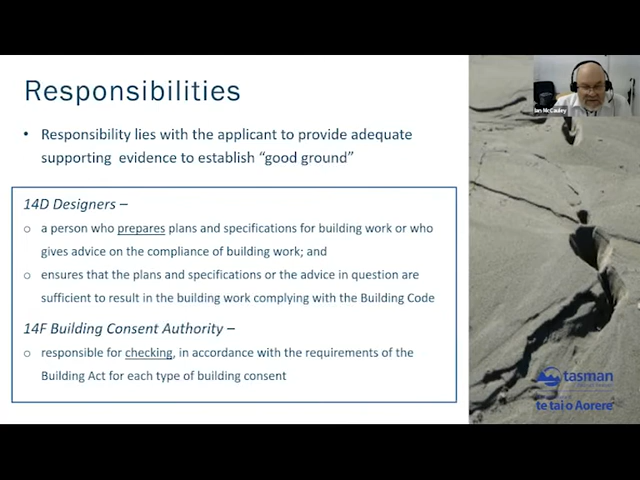 Responsibilities
• Responsibility lies with the applicant to provide adequate
supporting evidence to establish “good ground”
14D Designers –
o a person who prepares plans and specifications for building work or who
gives advice on the compliance of building work; and
o ensures that the plans and specifications or the advice in question are
sufficient to result in the building work complying with the Building Code
14F Building Consent Authority –
o responsible for checking, in accordance with the requirements of the
Building Act for each type of building consent
Ian McCauley
tasman
te tai o Aorere